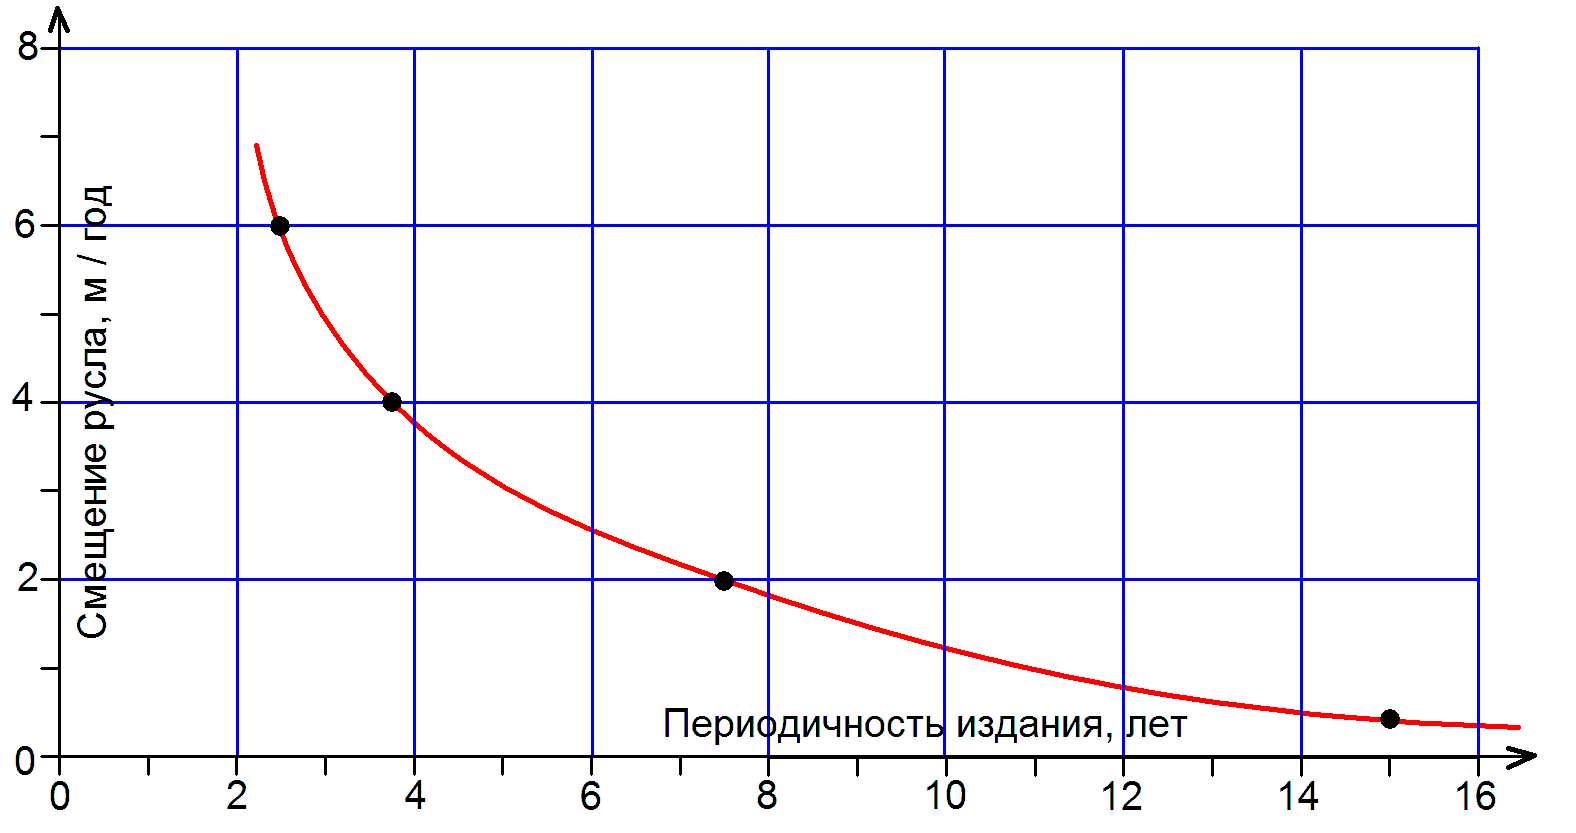 8
6
4
2
0
Смещение русла, м / год
Периодичность издания, лет
0 2 4 6 8 10 12 14 16